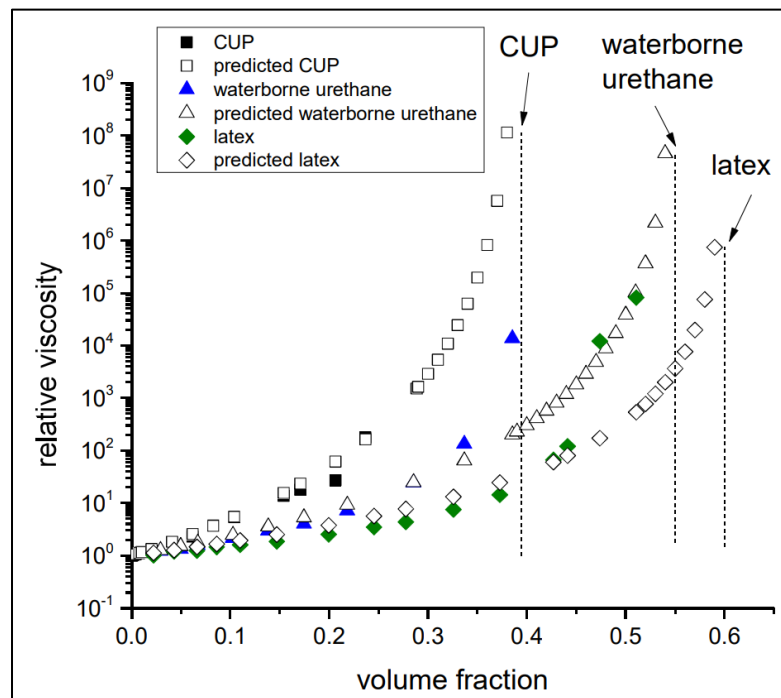 CUP
predicted CUP
waterborne urethane
predicted waterborne urethane
latex
predicted latex
CUP
waterborne
urethane
latex
10⁹
10⁸
10⁷
10⁶
10⁵
10⁴
10³
10²
10¹
10⁰
10⁻¹
relative viscosity
0.0 0.1 0.2 0.3 0.4 0.5 0.6
volume fraction